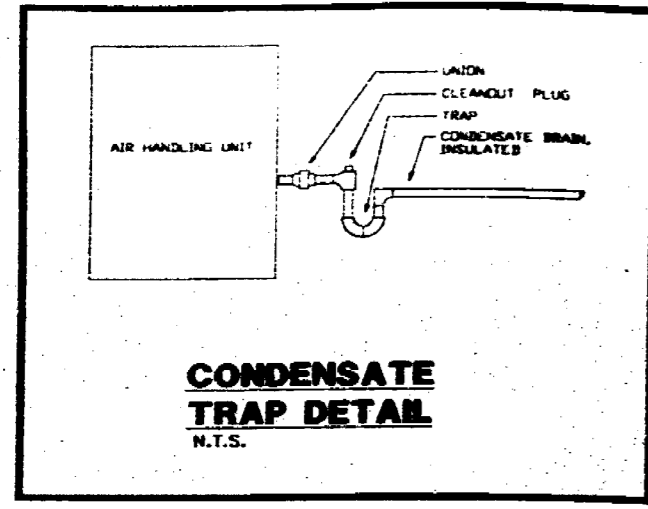 UNION
CLEANOUT PLUG
TRAP
CONDENSATE DRAIN,
INSULATED
AIR HANDLING UNIT
CONDENSATE
TRAP DETAIL
N.T.S.